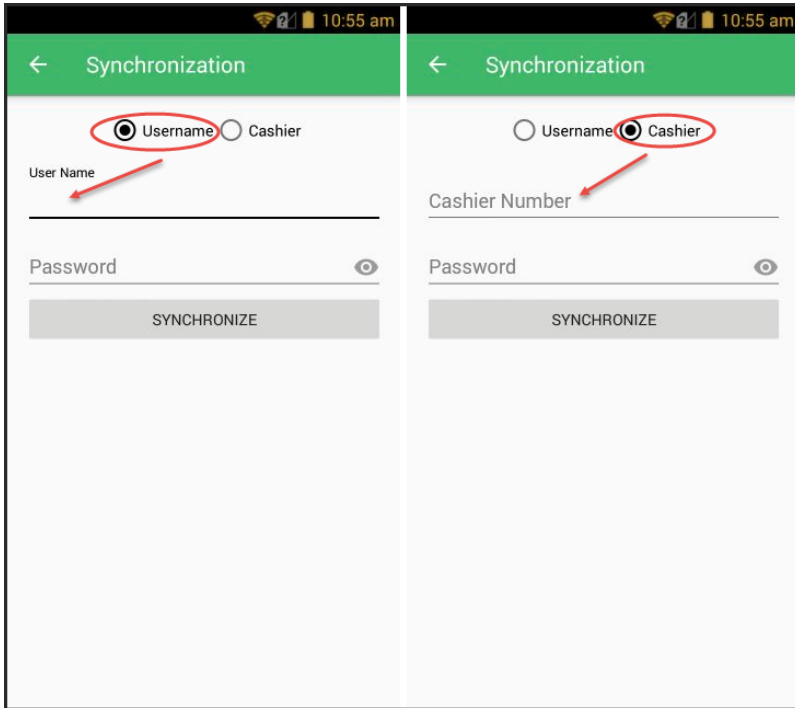 10:55 am
Synchronization
Username Cashier
User Name
Password
SYNCHRONIZE
10:55 am
Synchronization
Username Cashier
Cashier Number
Password
SYNCHRONIZE